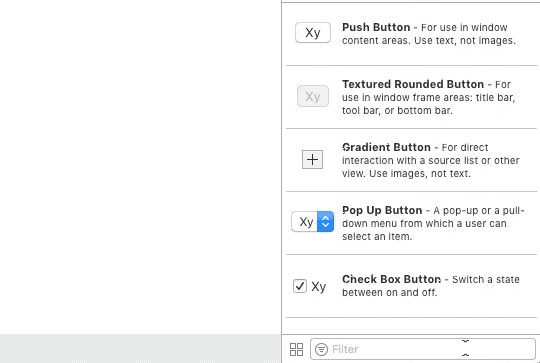 Xy
Push Button - For use in window
content areas. Use text, not images.
Xy
Textured Rounded Button - For
use in window frame areas: title bar,
tool bar, or bottom bar.
Gradient Button - For direct
interaction with a source list or other
view. Use images, not text.
Xy
Pop Up Button - A pop-up or a pull-
down menu from which a user can
select an item.
Xy
Check Box Button - Switch a state
between on and off.
Filter